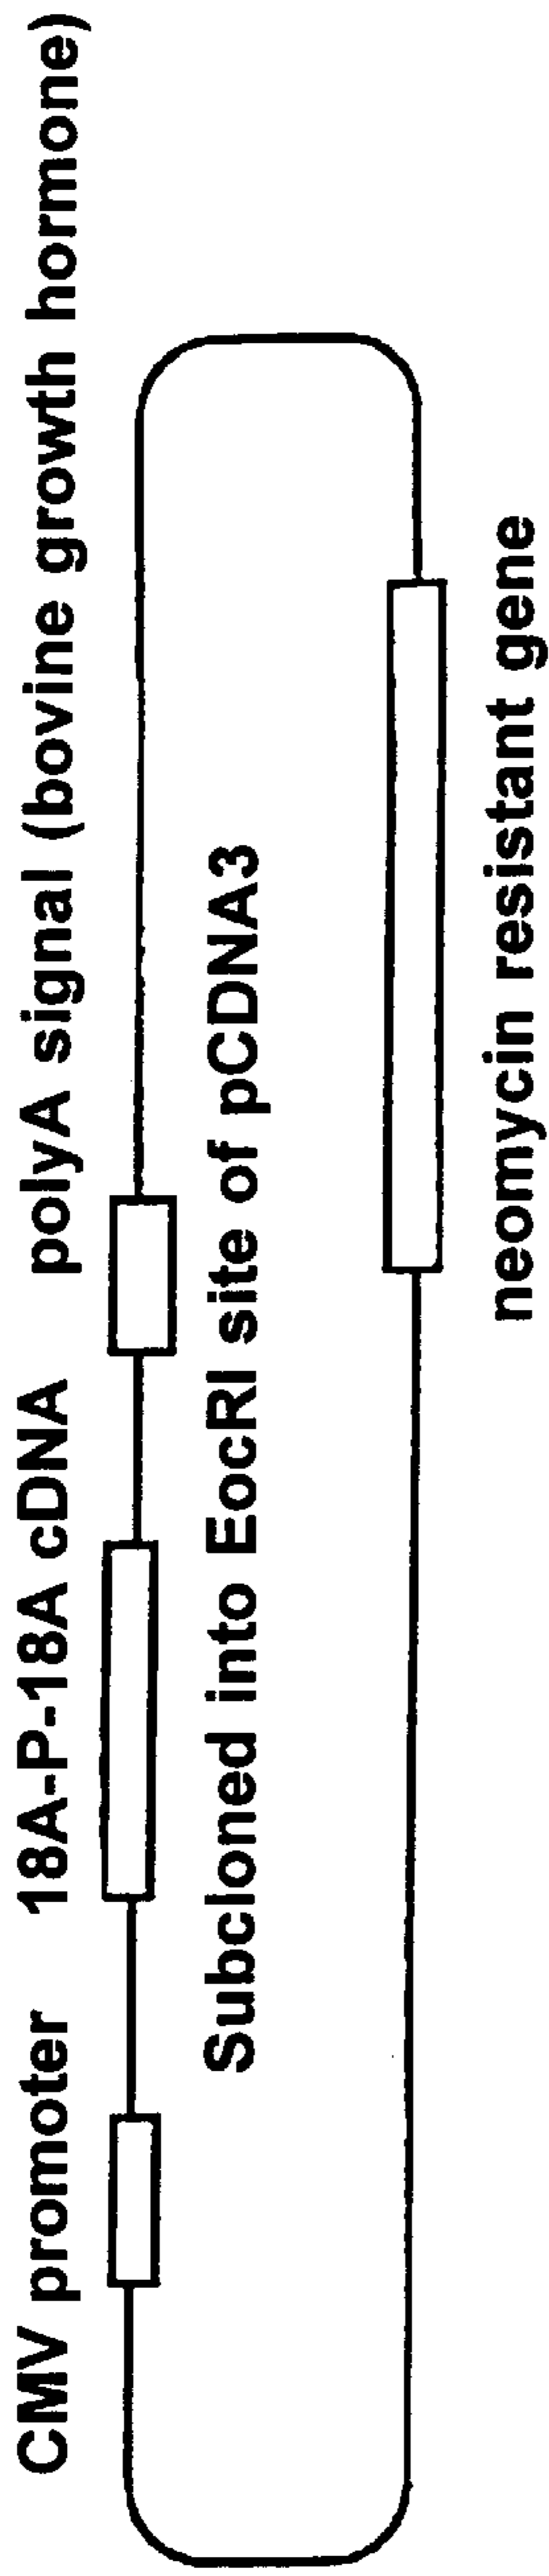 CMV promoter 18A-P-18A cDNA polyA signal (bovine growth hormone)
Subcloned into EocRI site of pCDNA3
neomycin resistant gene